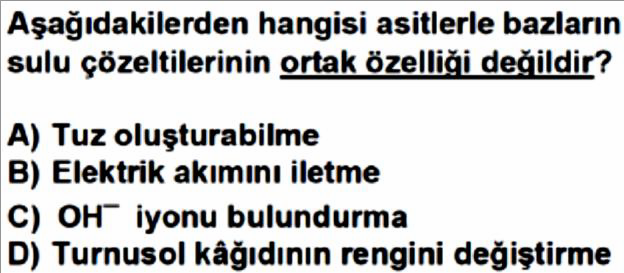 Aşağıdakilerden hangisi asitlerle bazların
sulu çözeltilerinin ortak özelliği değildir?
A) Tuz oluşturabilme
B) Elektrik akımını iletme
C) OH⁻ iyonu bulundurma
D) Turnusol kâğıdının rengini değiştirme